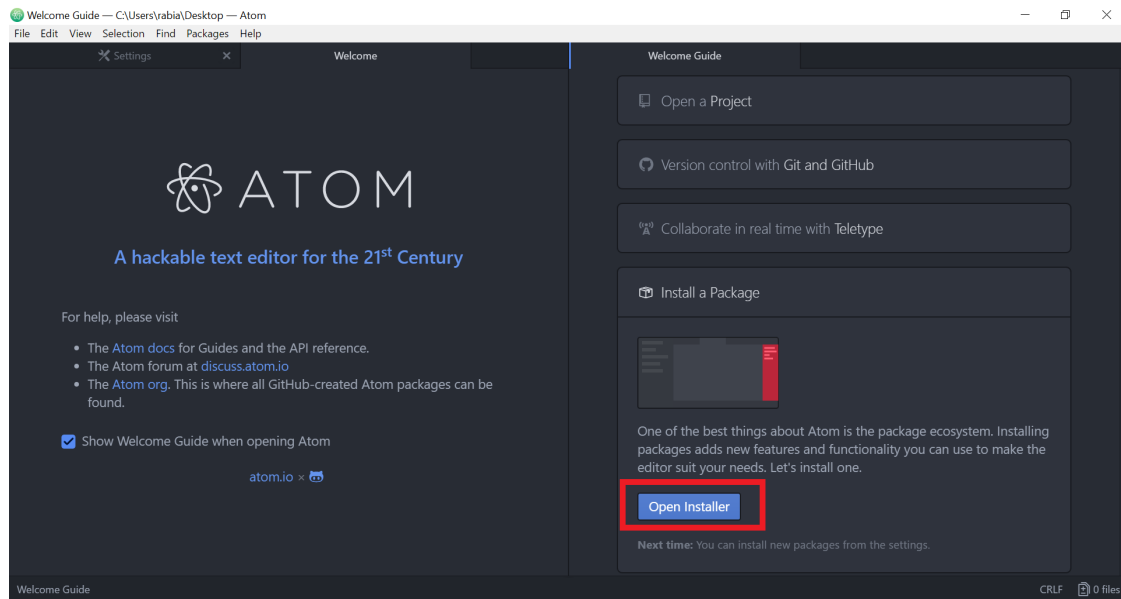 Welcome Guide — C:\Users\rabia\Desktop — Atom
File Edit View Selection Find Packages Help
Settings
Welcome
Welcome Guide
ATOM
A hackable text editor for the 21st Century
For help, please visit
• The Atom docs for Guides and the API reference.
• The Atom forum at discuss.atom.io
• The Atom org. This is where all GitHub-created Atom packages can be
found.
Show Welcome Guide when opening Atom
atom.io ×
Open a Project
Version control with Git and GitHub
Collaborate in real time with Teletype
Install a Package
One of the best things about Atom is the package ecosystem. Installing
packages adds new features and functionality you can use to make the
editor suit your needs. Let's install one.
Open Installer
Next time: You can install new packages from the settings.
Welcome Guide
CRLF
0 files